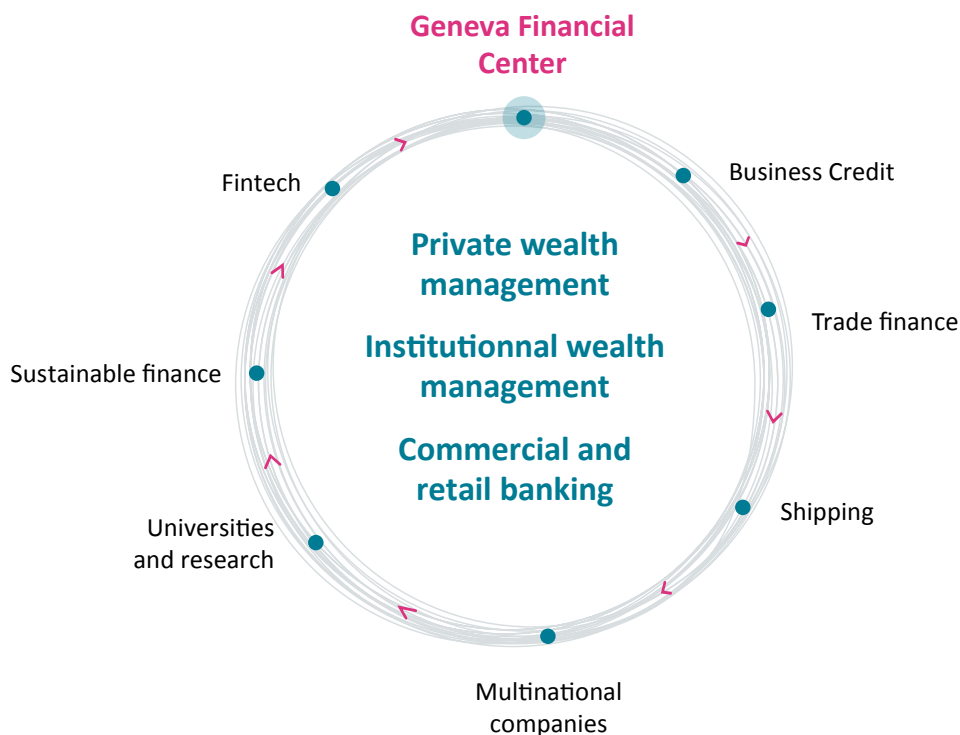 Geneva Financial
Center
Business Credit
Fintech
Private wealth
management
Trade finance
Institutionnal wealth
management
Sustainable finance
Commercial and
retail banking
Shipping
Universities
and research
Multinational
companies